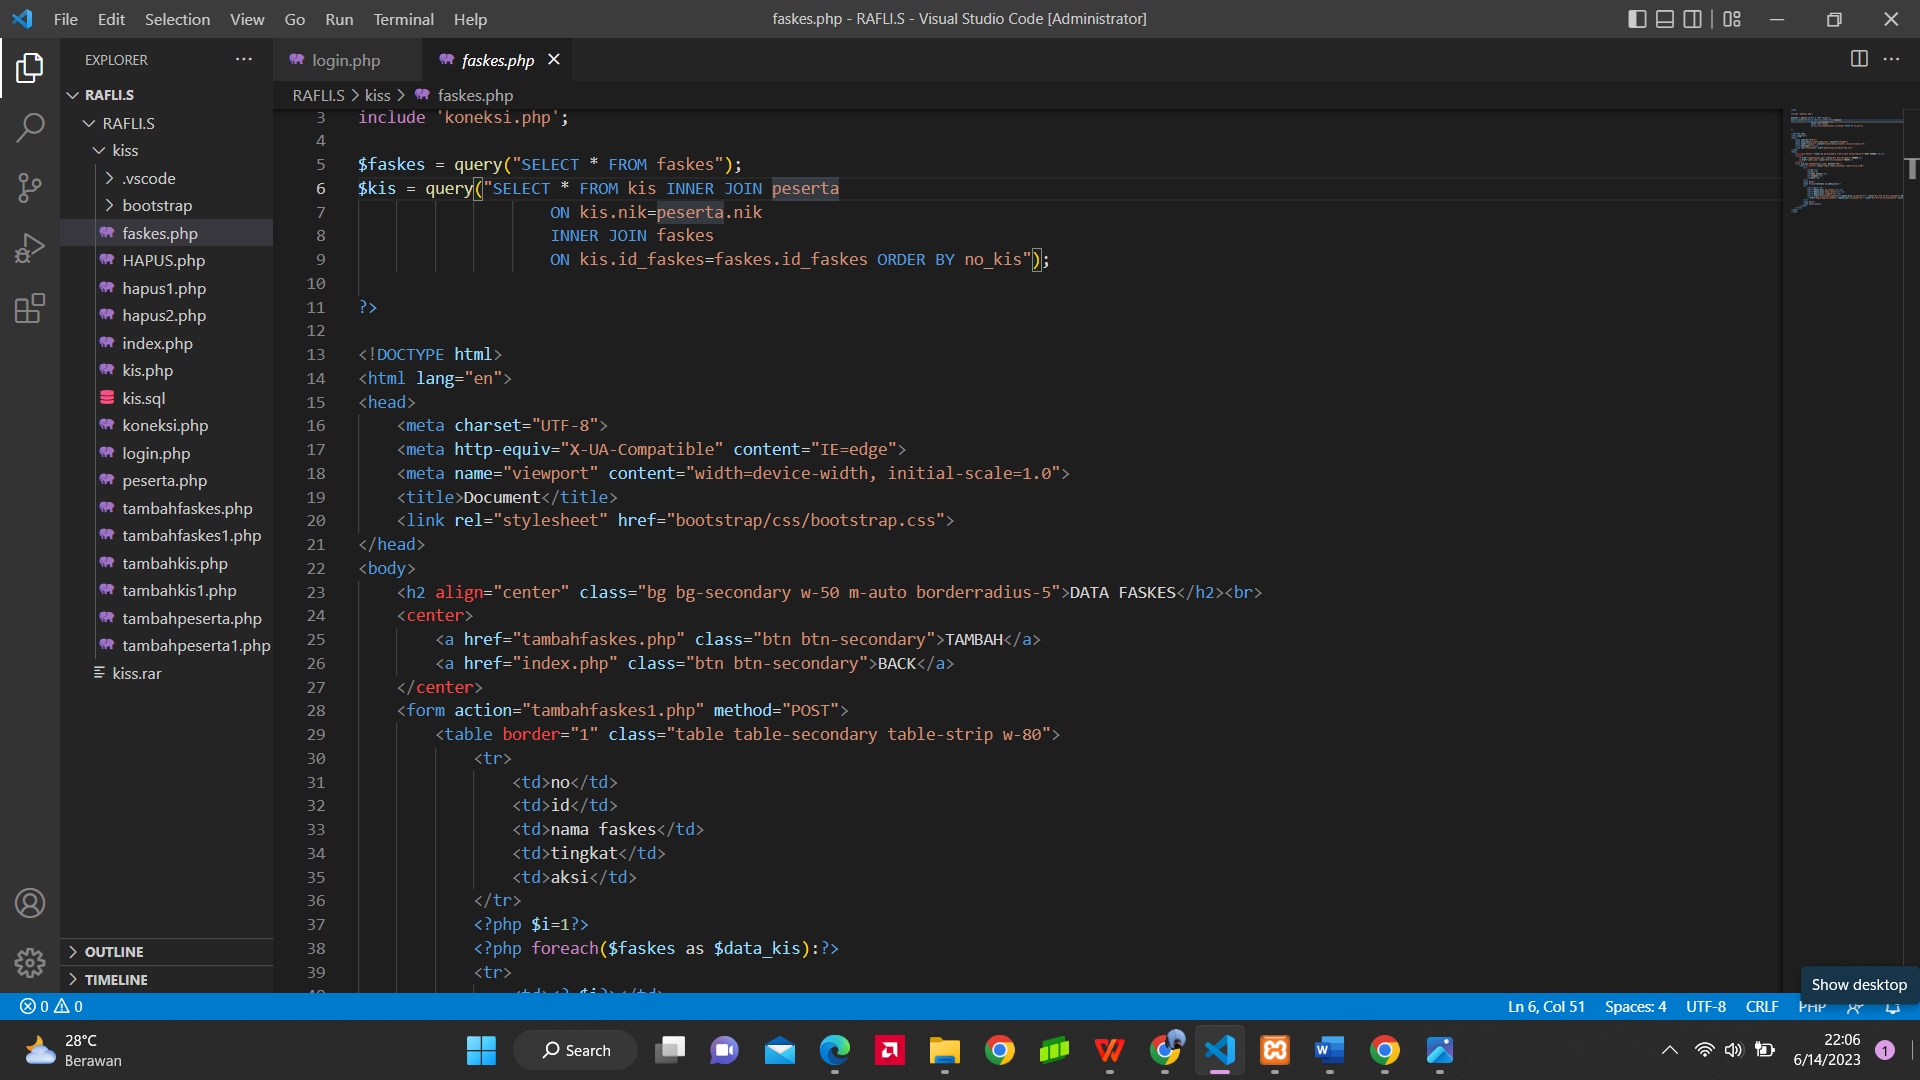 File Edit Selection View Go Run Terminal Help
faskes.php - RAFLI.S - Visual Studio Code [Administrator]
EXPLORER
RAFLI.S
RAFLI.S
kiss
.vscode
bootstrap
faskes.php
HAPUS.php
hapus1.php
hapus2.php
index.php
kis.php
kis.sql
koneksi.php
login.php
peserta.php
tambahfaskes.php
tambahfaskes1.php
tambahkis.php
tambahkis1.php
tambahpeserta.php
tambahpeserta1.php
kiss.rar
OUTLINE
TIMELINE
login.php
faskes.php
RAFLI.S > kiss > faskes.php
3 include 'koneksi.php';
4
5 $faskes = query("SELECT * FROM faskes");
6 $kis = query("SELECT * FROM kis INNER JOIN peserta
7 ON kis.nik=peserta.nik
8 INNER JOIN faskes
9 ON kis.id_faskes=faskes.id_faskes ORDER BY no_kis");
10
11 ?>
12
13 <!DOCTYPE html>
14 <html lang="en">
15 <head>
16 <meta charset="UTF-8">
17 <meta http-equiv="X-UA-Compatible" content="IE=edge">
18 <meta name="viewport" content="width=device-width, initial-scale=1.0">
19 <title>Document</title>
20 <link rel="stylesheet" href="bootstrap/css/bootstrap.css">
21 </head>
22 <body>
23 <h2 align="center" class="bg bg-secondary w-50 m-auto borderradius-5">DATA FASKES</h2><br>
24 <center>
25 <a href="tambahfaskes.php" class="btn btn-secondary">TAMBAH</a>
26 <a href="index.php" class="btn btn-secondary">BACK</a>
27 </center>
28 <form action="tambahfaskes1.php" method="POST">
29 <table border="1" class="table table-secondary table-strip w-80">
30 <tr>
31 <td>no</td>
32 <td>id</td>
33 <td>nama faskes</td>
34 <td>tingkat</td>
35 <td>aksi</td>
36 </tr>
37 <?php $i=1?>
38 <?php foreach($faskes as $data_kis):?>
39 <tr>
Show desktop
0 0
Ln 6, Col 51 Spaces: 4 UTF-8 CRLF PHP
28°C
Berawan
Search
22:06
6/14/2023
1